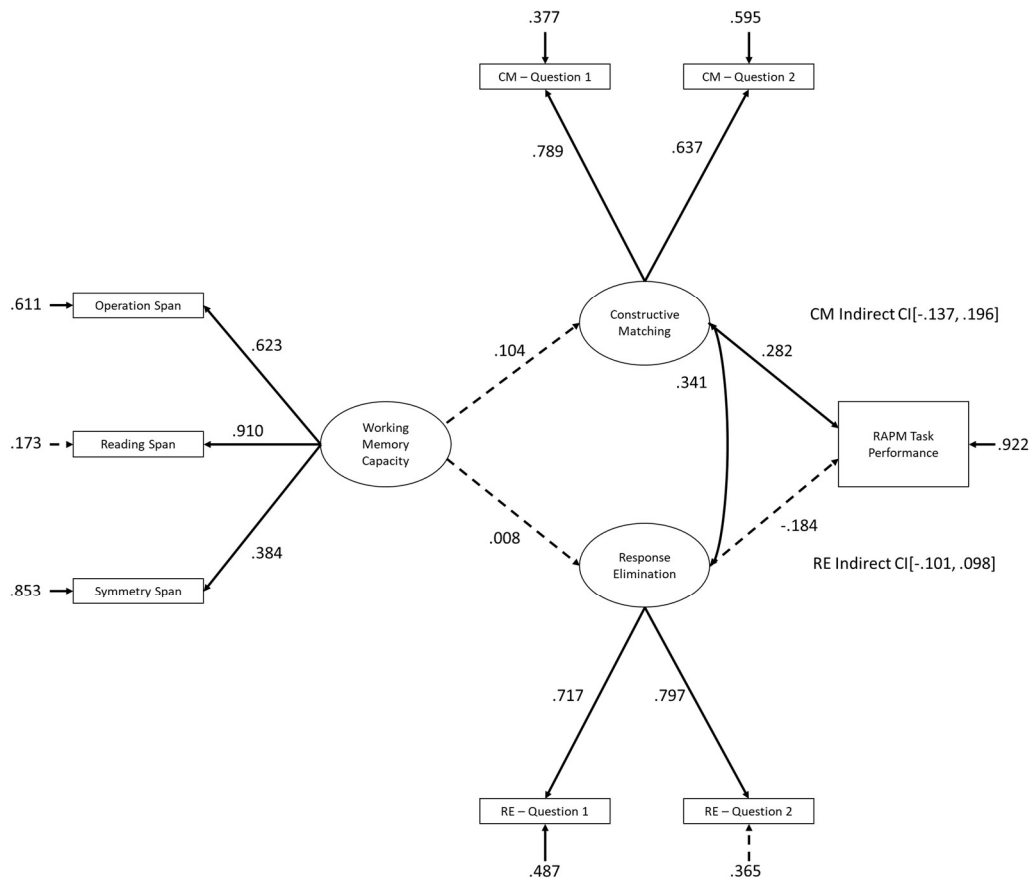 .377
.595
CM – Question 1
CM – Question 2
.789
.637
.611
Operation Span
Constructive
Matching
CM Indirect CI[-.137, .196]
.623
.104
.282
.341
.173
Reading Span
.910
Working
Memory
Capacity
RAPM Task
Performance
.922
.384
.008
-.184
Response
Elimination
RE Indirect CI[-.101, .098]
.853
Symmetry Span
.717
.797
RE – Question 1
RE – Question 2
.487
.365